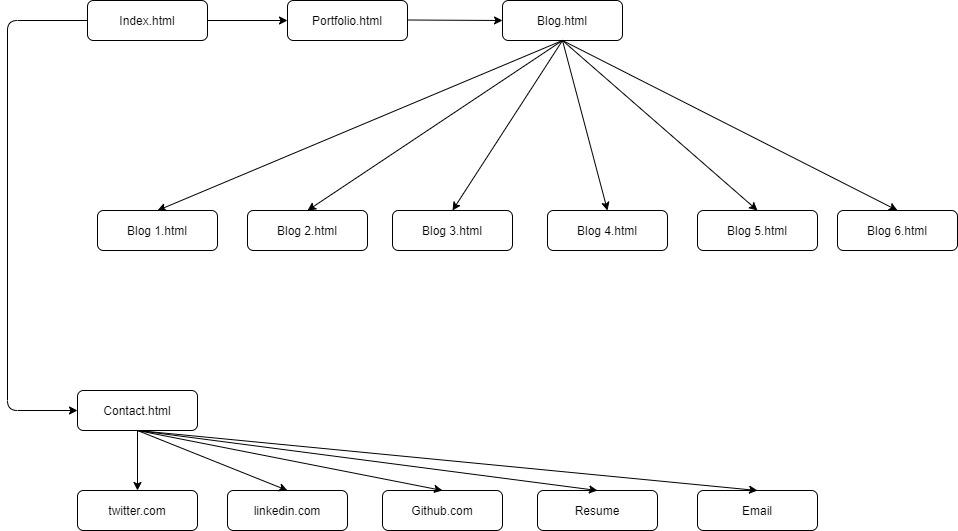 Index.html
Portfolio.html
Blog.html
Blog 1.html
Blog 2.html
Blog 3.html
Blog 4.html
Blog 5.html
Blog 6.html
Contact.html
twitter.com
linkedin.com
Github.com
Resume
Email